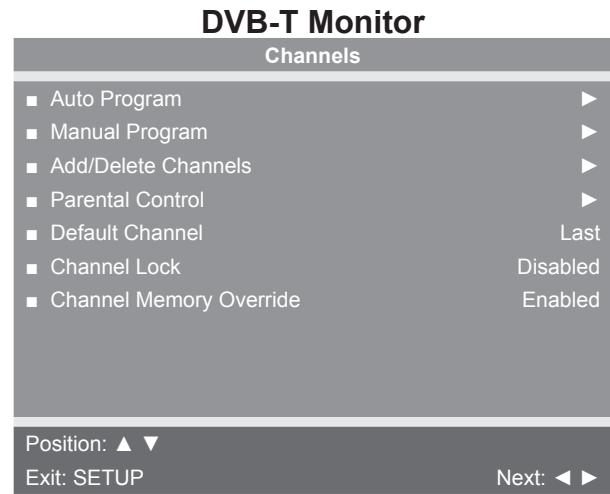 DVB-T Monitor
Channels
■ Auto Program ►
■ Manual Program ►
■ Add/Delete Channels ►
■ Parental Control ►
■ Default Channel Last
■ Channel Lock Disabled
■ Channel Memory Override Enabled
Position: ▲ ▼
Exit: SETUP Next: ◄ ►